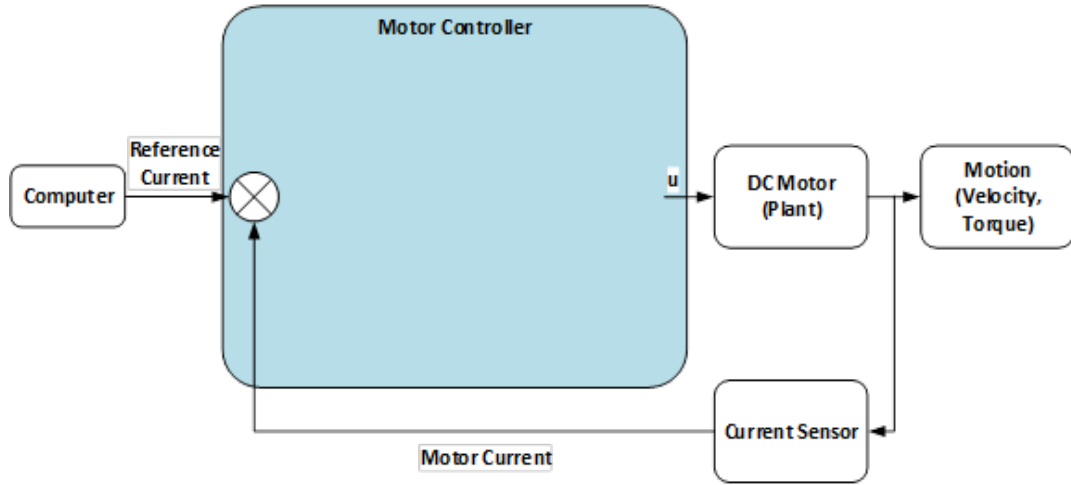 Motor Controller
Reference
Current
Computer
u
DC Motor
(Plant)
Motion
(Velocity,
Torque)
Current Sensor
Motor Current